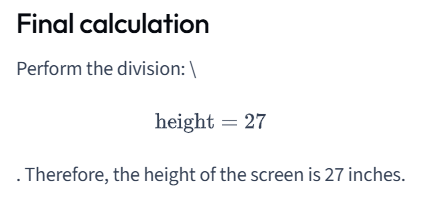 Final calculation
Perform the division: \
height = 27
. Therefore, the height of the screen is 27 inches.